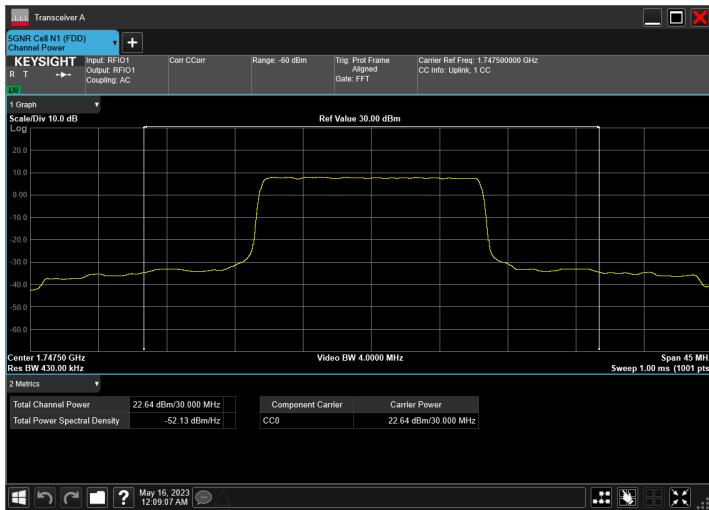 Transceiver A
5GNR Cell N1 (FDD)
Channel Power
KEYSIGHT
R T
LXI
Input: RFIO1
Output: RFIO1
Coupling: AC
Corr CCorr
Range: -60 dBm
Trig: Prot Frame
Aligned
Gate: FFT
Carrier Ref Freq: 1.747500000 GHz
CC Info: Uplink, 1 CC
1 Graph
Scale/Div 10.0 dB
Ref Value 30.00 dBm
Log
20.0
10.0
0.00
-10.0
-20.0
-30.0
-40.0
-50.0
-60.0
Center 1.74750 GHz
Video BW 4.0000 MHz
Span 45 MH
Res BW 430.00 kHz
Sweep 1.00 ms (1001 pts
2 Metrics
Total Channel Power 22.64 dBm/30.000 MHz
Total Power Spectral Density -52.13 dBm/Hz
Component Carrier Carrier Power
CC0 22.64 dBm/30.000 MHz
?
May 16, 2023
12:09:07 AM